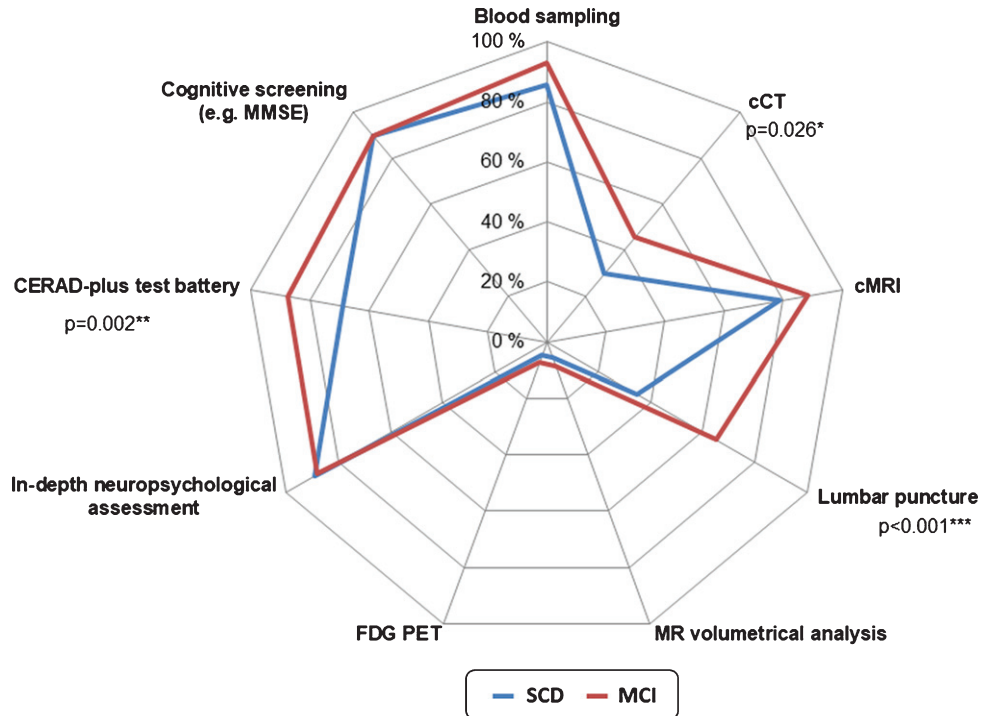 Blood sampling
100 %
Cognitive screening
(e.g. MMSE)
cCT
p=0.026*
80 %
60 %
40 %
20 %
0 %
CERAD-plus test battery
p=0.002**
cMRI
In-depth neuropsychological
assessment
Lumbar puncture
p<0.001***
FDG PET
MR volumetrical analysis
SCD
MCI